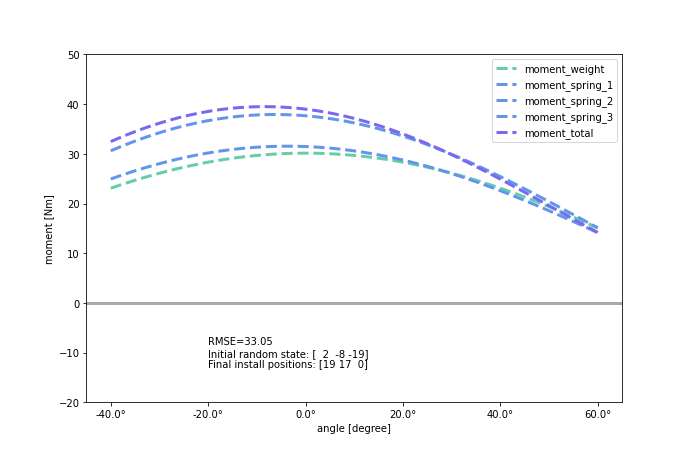 50
40
30
20
10
0
−10
−20
moment [Nm]
moment_weight
moment_spring_1
moment_spring_2
moment_spring_3
moment_total
RMSE=33.05
Initial random state: [  2  -8 -19]
Final install positions: [19 17  0]
-40.0° -20.0° 0.0° 20.0° 40.0° 60.0°
angle [degree]